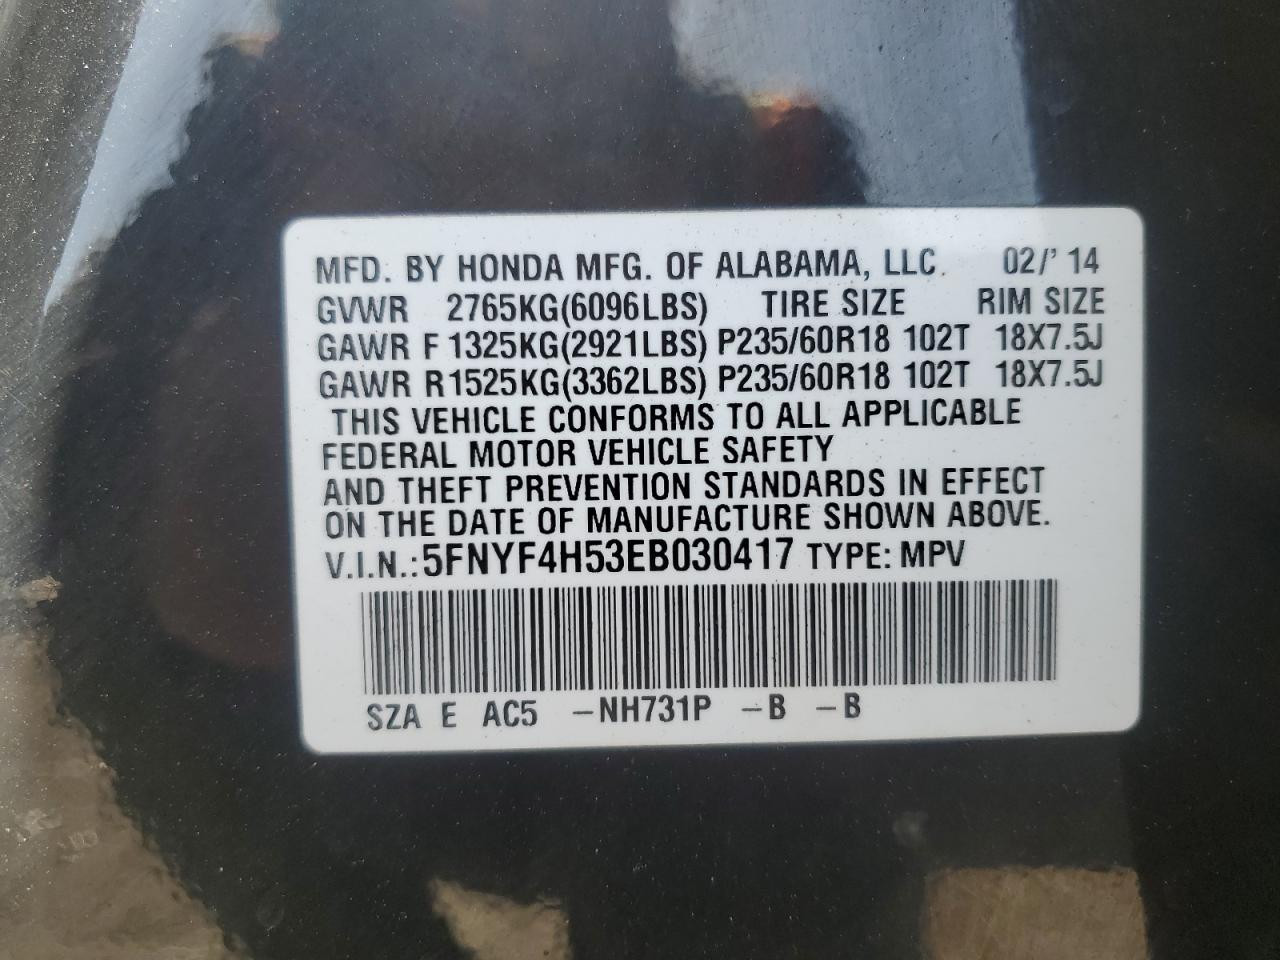 MFD. BY HONDA MFG. OF ALABAMA, LLC. 02/' 14
GVWR 2765KG(6096LBS) TIRE SIZE RIM SIZE
GAWR F 1325KG(2921LBS) P235/60R18 102T 18X7.5J
GAWR R1525KG(3362LBS) P235/60R18 102T 18X7.5J
THIS VEHICLE CONFORMS TO ALL APPLICABLE
FEDERAL MOTOR VEHICLE SAFETY
AND THEFT PREVENTION STANDARDS IN EFFECT
ON THE DATE OF MANUFACTURE SHOWN ABOVE.
V.I.N.:5FNYF4H53EB030417 TYPE: MPV
SZA E AC5 -NH731P -B -B